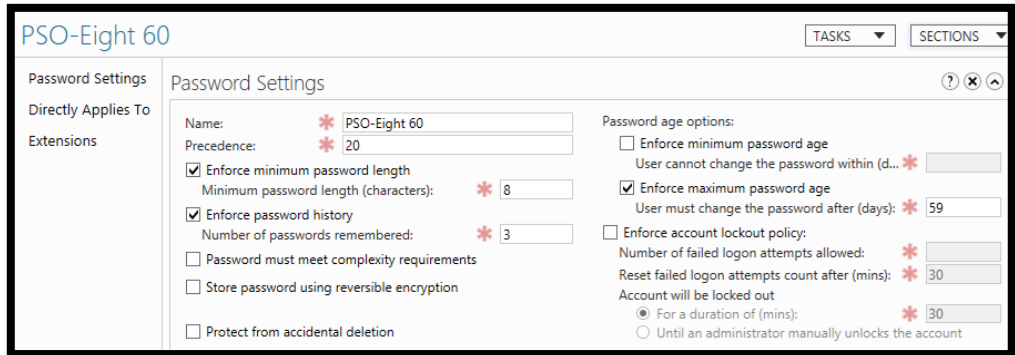 PSO-Eight 60
TASKS
SECTIONS
Password Settings
Directly Applies To
Extensions
Password Settings
Name: * PSO-Eight 60
Precedence: * 20
Enforce minimum password length
Minimum password length (characters): * 8
Enforce password history
Number of passwords remembered: * 3
Password must meet complexity requirements
Store password using reversible encryption
Protect from accidental deletion
Password age options:
Enforce minimum password age
User cannot change the password within (d... *
Enforce maximum password age
User must change the password after (days): * 59
Enforce account lockout policy:
Number of failed logon attempts allowed: *
Reset failed logon attempts count after (mins): * 30
Account will be locked out
For a duration of (mins): * 30
Until an administrator manually unlocks the account